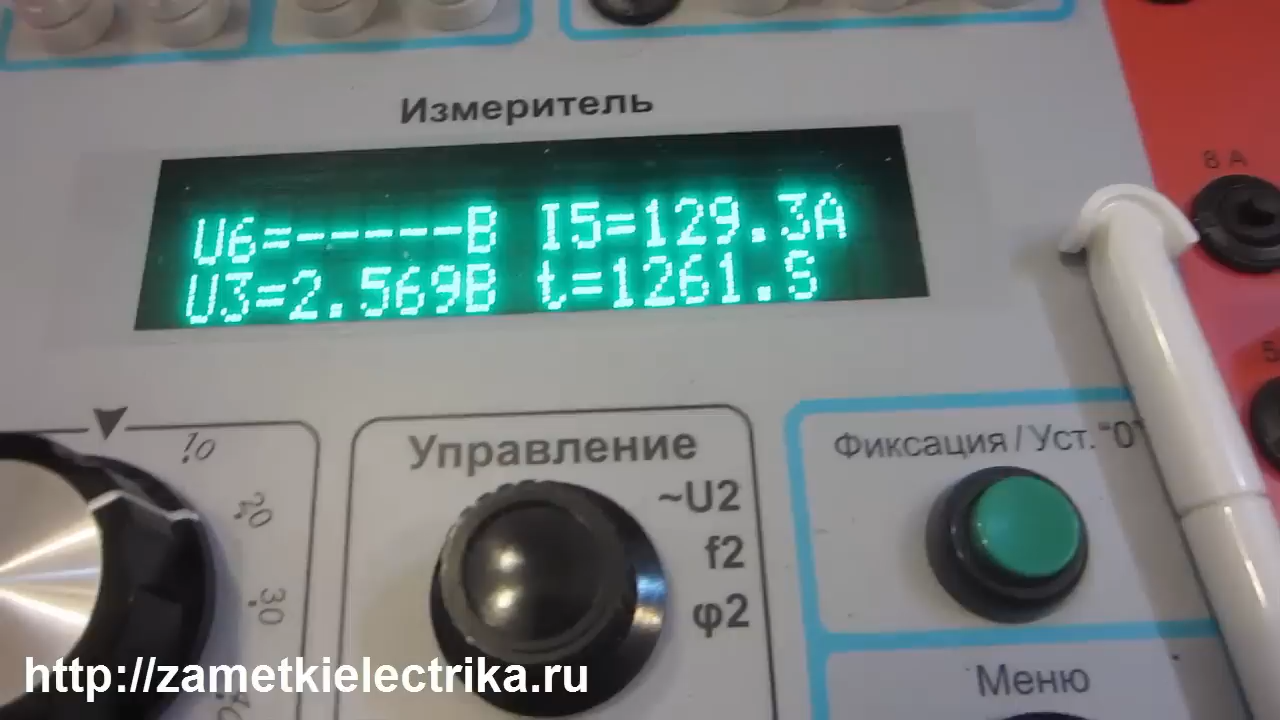 Измеритель
8 А
U6=-----В I5=129.3А
U3=2.569В t=1261.S
10
20
30
40
Управление
~U2
f2
φ2
Фиксация / Уст."0"
Меню
http://zametkielectrika.ru